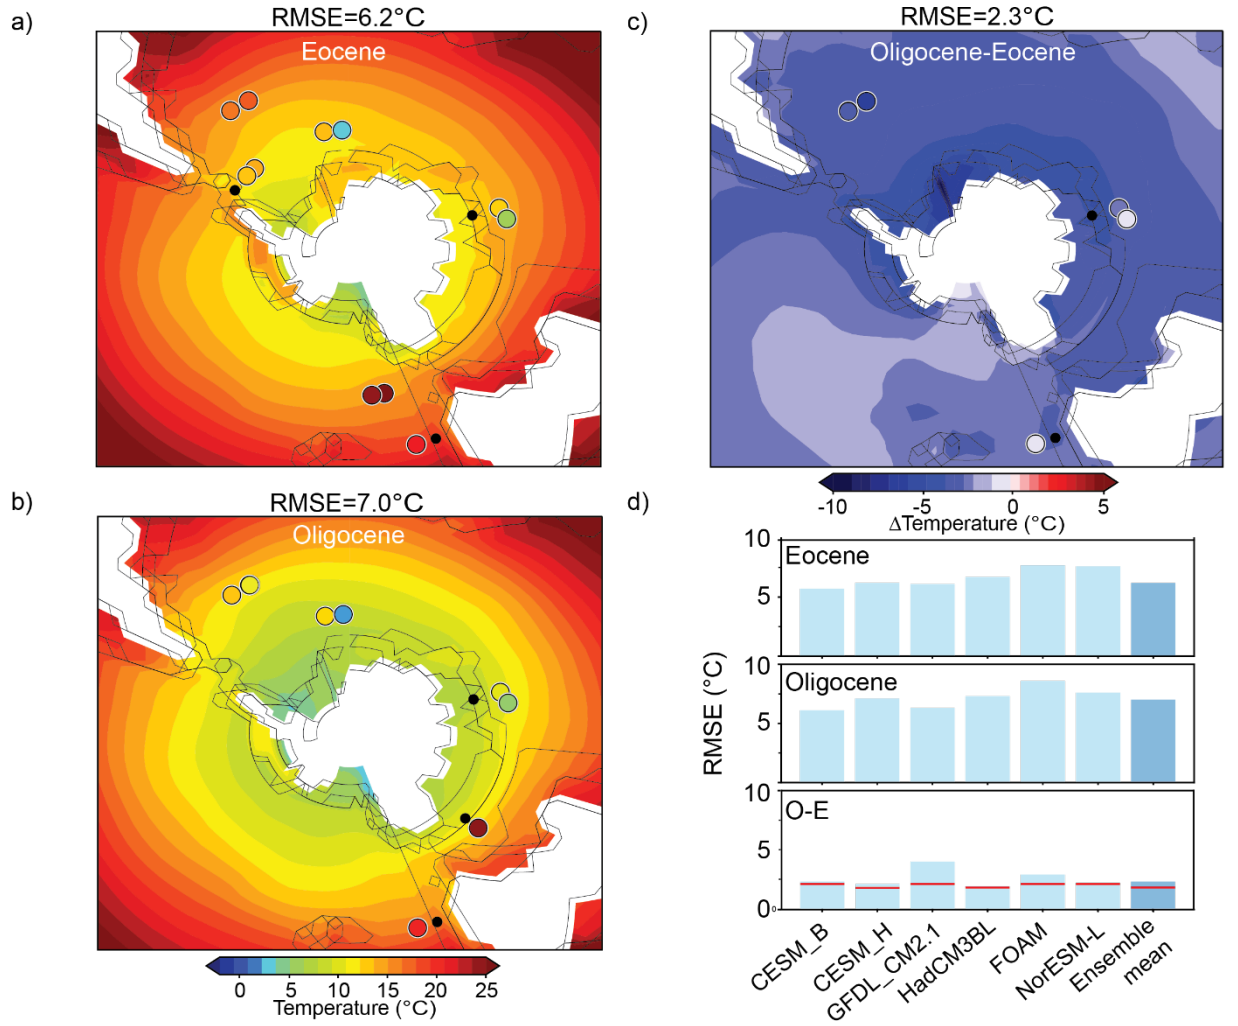 a)
RMSE=6.2°C
Eocene
c)
RMSE=2.3°C
Oligocene-Eocene
-10
-5
0
5
ΔTemperature (°C)
b)
RMSE=7.0°C
Oligocene
0
5
10
15
20
25
Temperature (°C)
d)
RMSE (°C)
10
5
Eocene
10
5
Oligocene
10
5
0
0
O-E
CESM_B
CESM_H
GFDL_CM2.1
HadCM3BL
FOAM
NorESM-L
Ensemble
mean